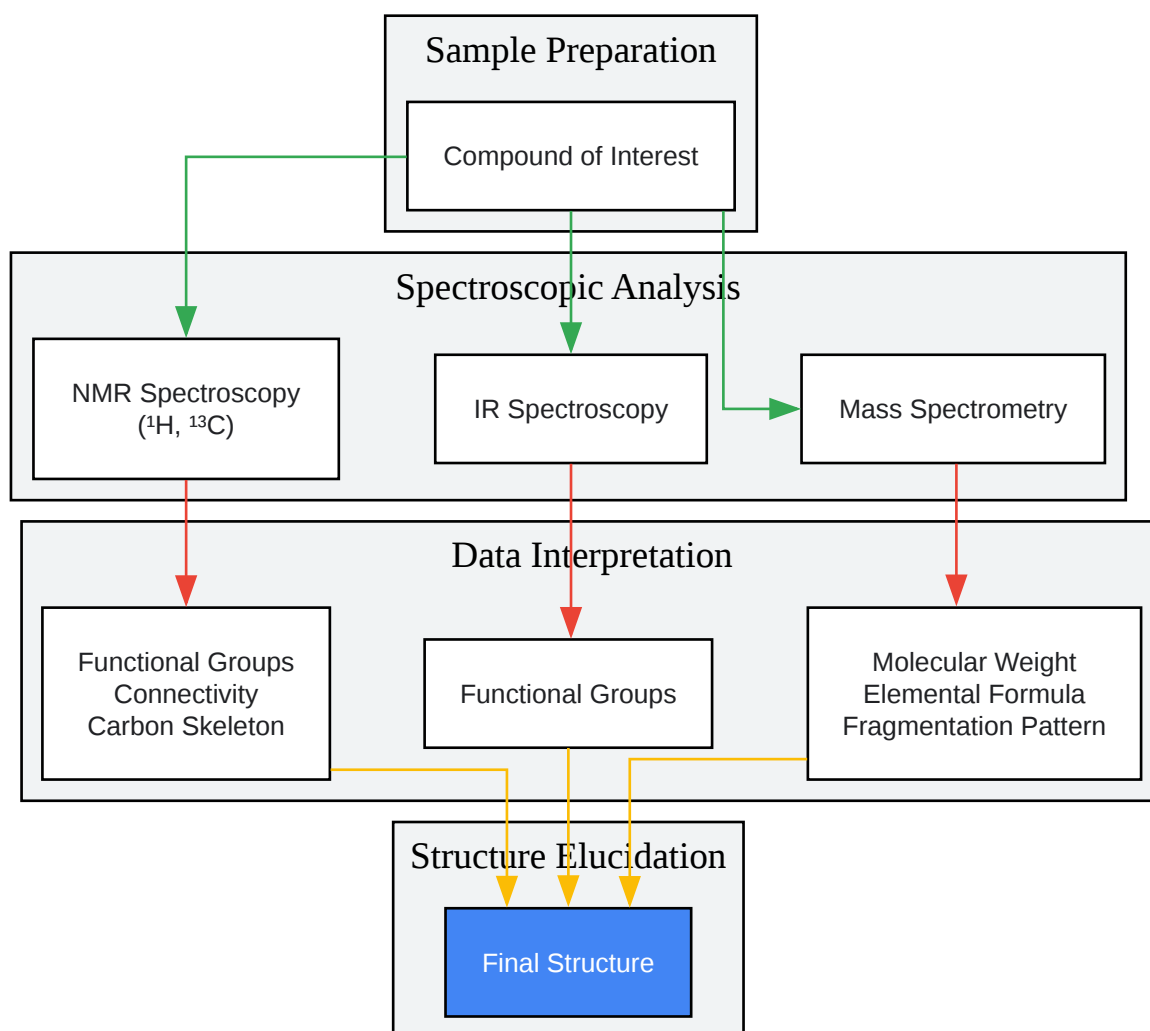 Sample Preparation
Compound of Interest
Spectroscopic Analysis
NMR Spectroscopy
(¹H, ¹³C)
IR Spectroscopy
Mass Spectrometry
Data Interpretation
Functional Groups
Connectivity
Carbon Skeleton
Functional Groups
Molecular Weight
Elemental Formula
Fragmentation Pattern
Structure Elucidation
Final Structure